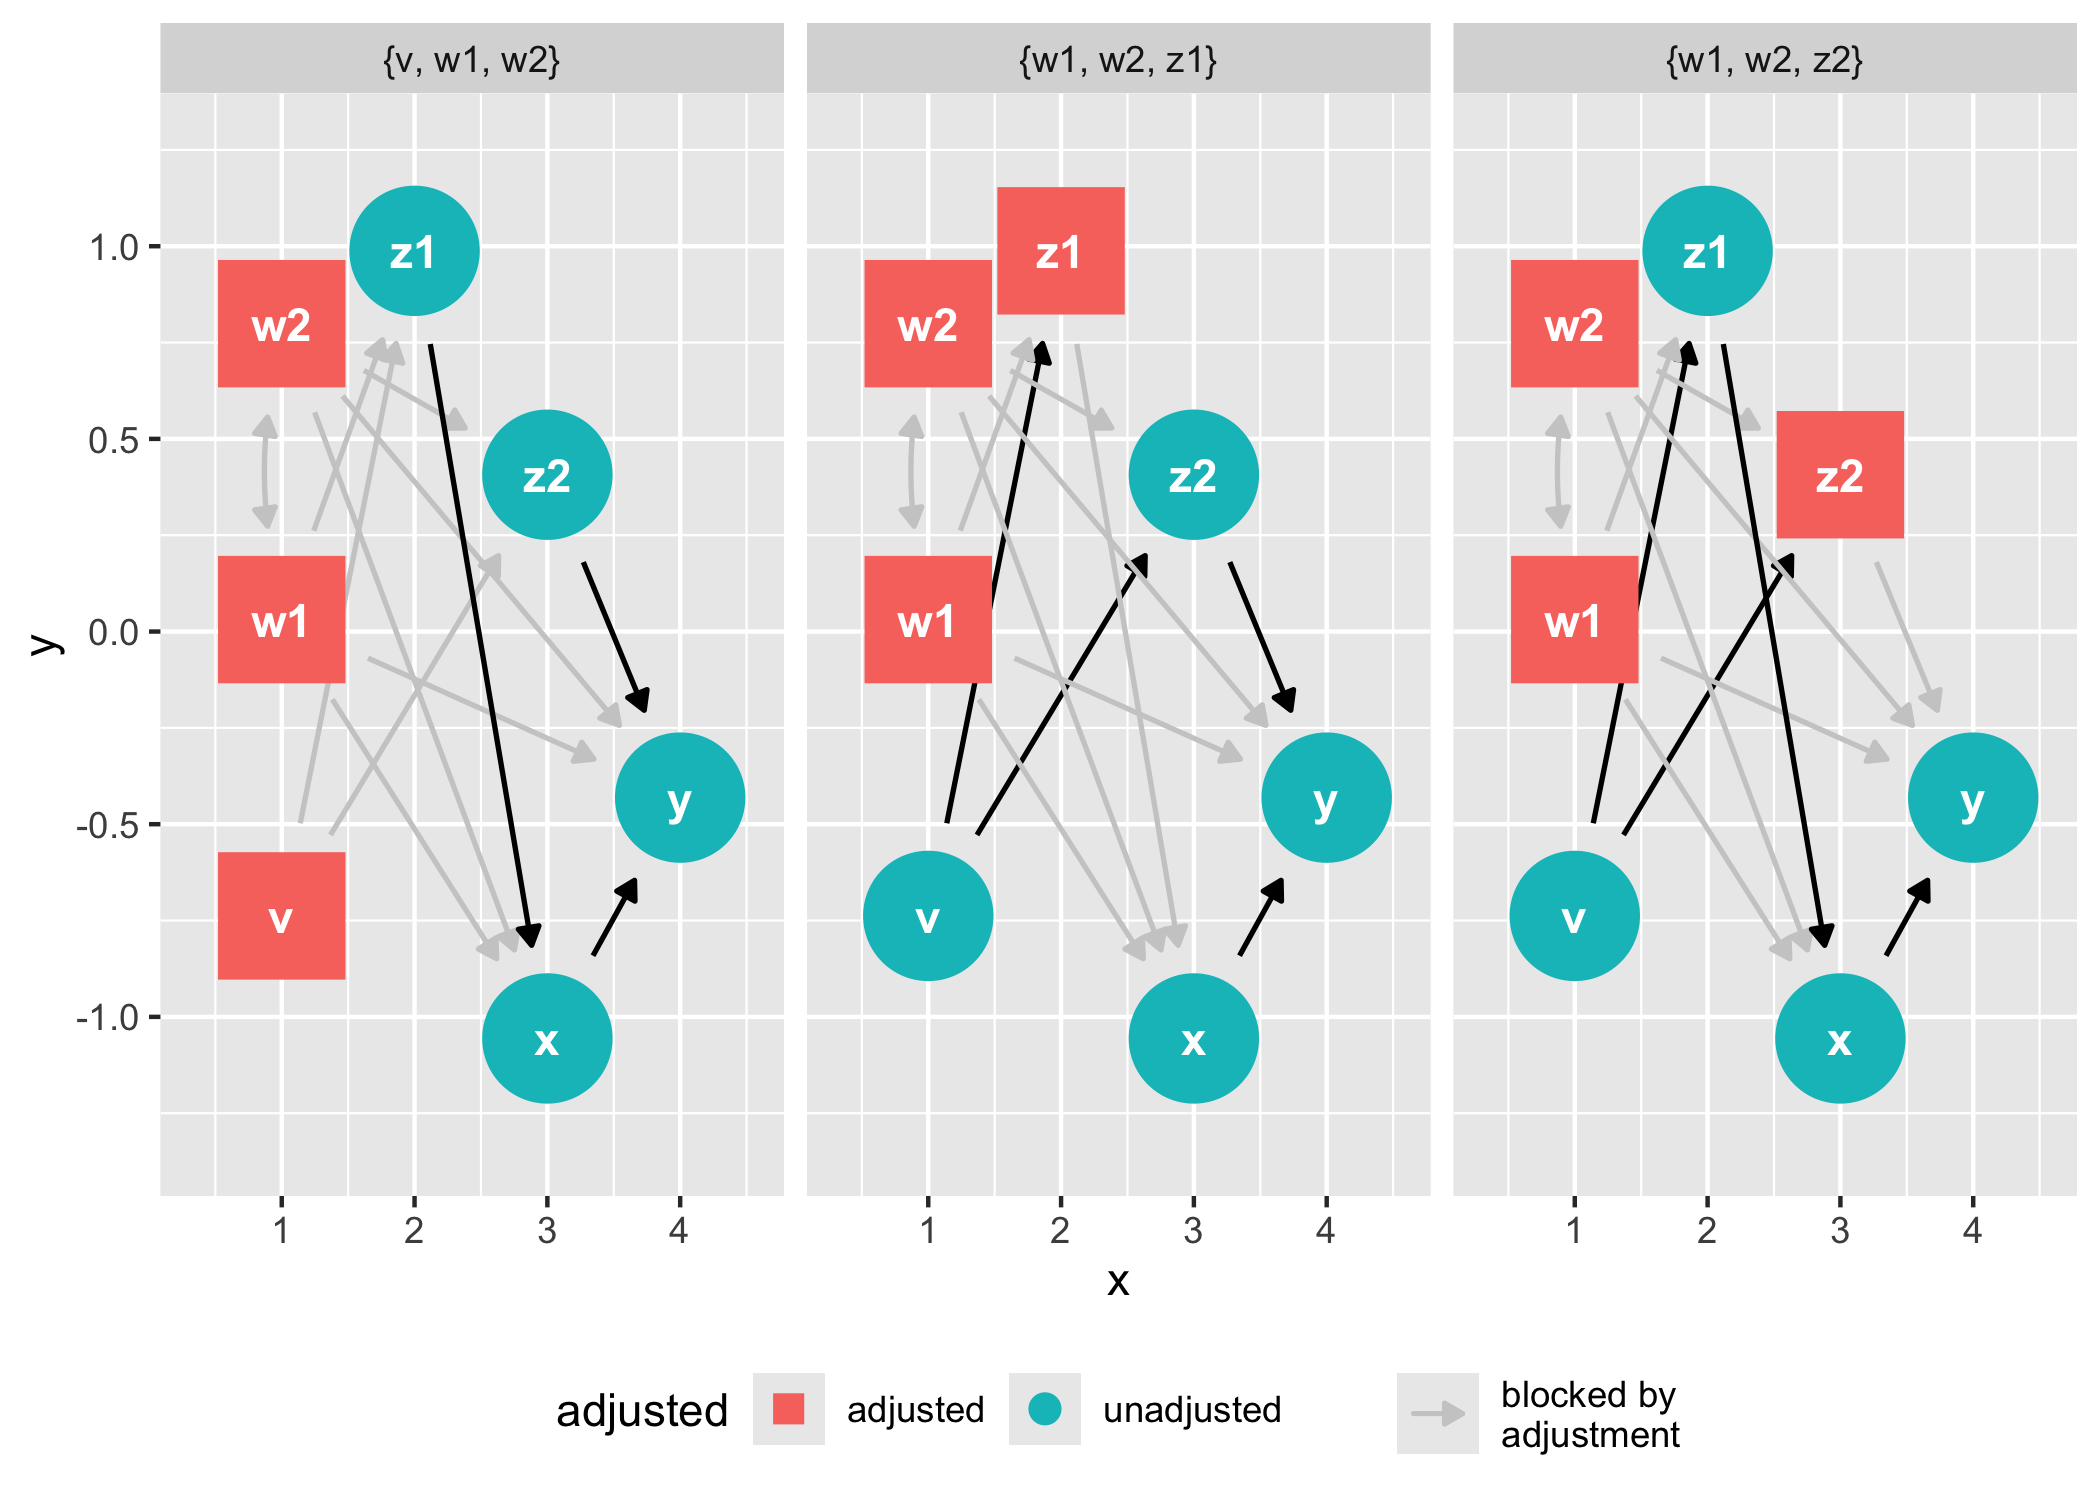 {v, w1, w2}
{w1, w2, z1}
{w1, w2, z2}
z1
w2
z2
w1
y
v
x
z1
w2
z2
w1
y
v
x
z1
w2
z2
w1
y
v
x
1.0
0.5
0.0
-0.5
-1.0
y
1 2 3 4
1 2 3 4
1 2 3 4
x
adjusted
adjusted
unadjusted
blocked by
adjustment